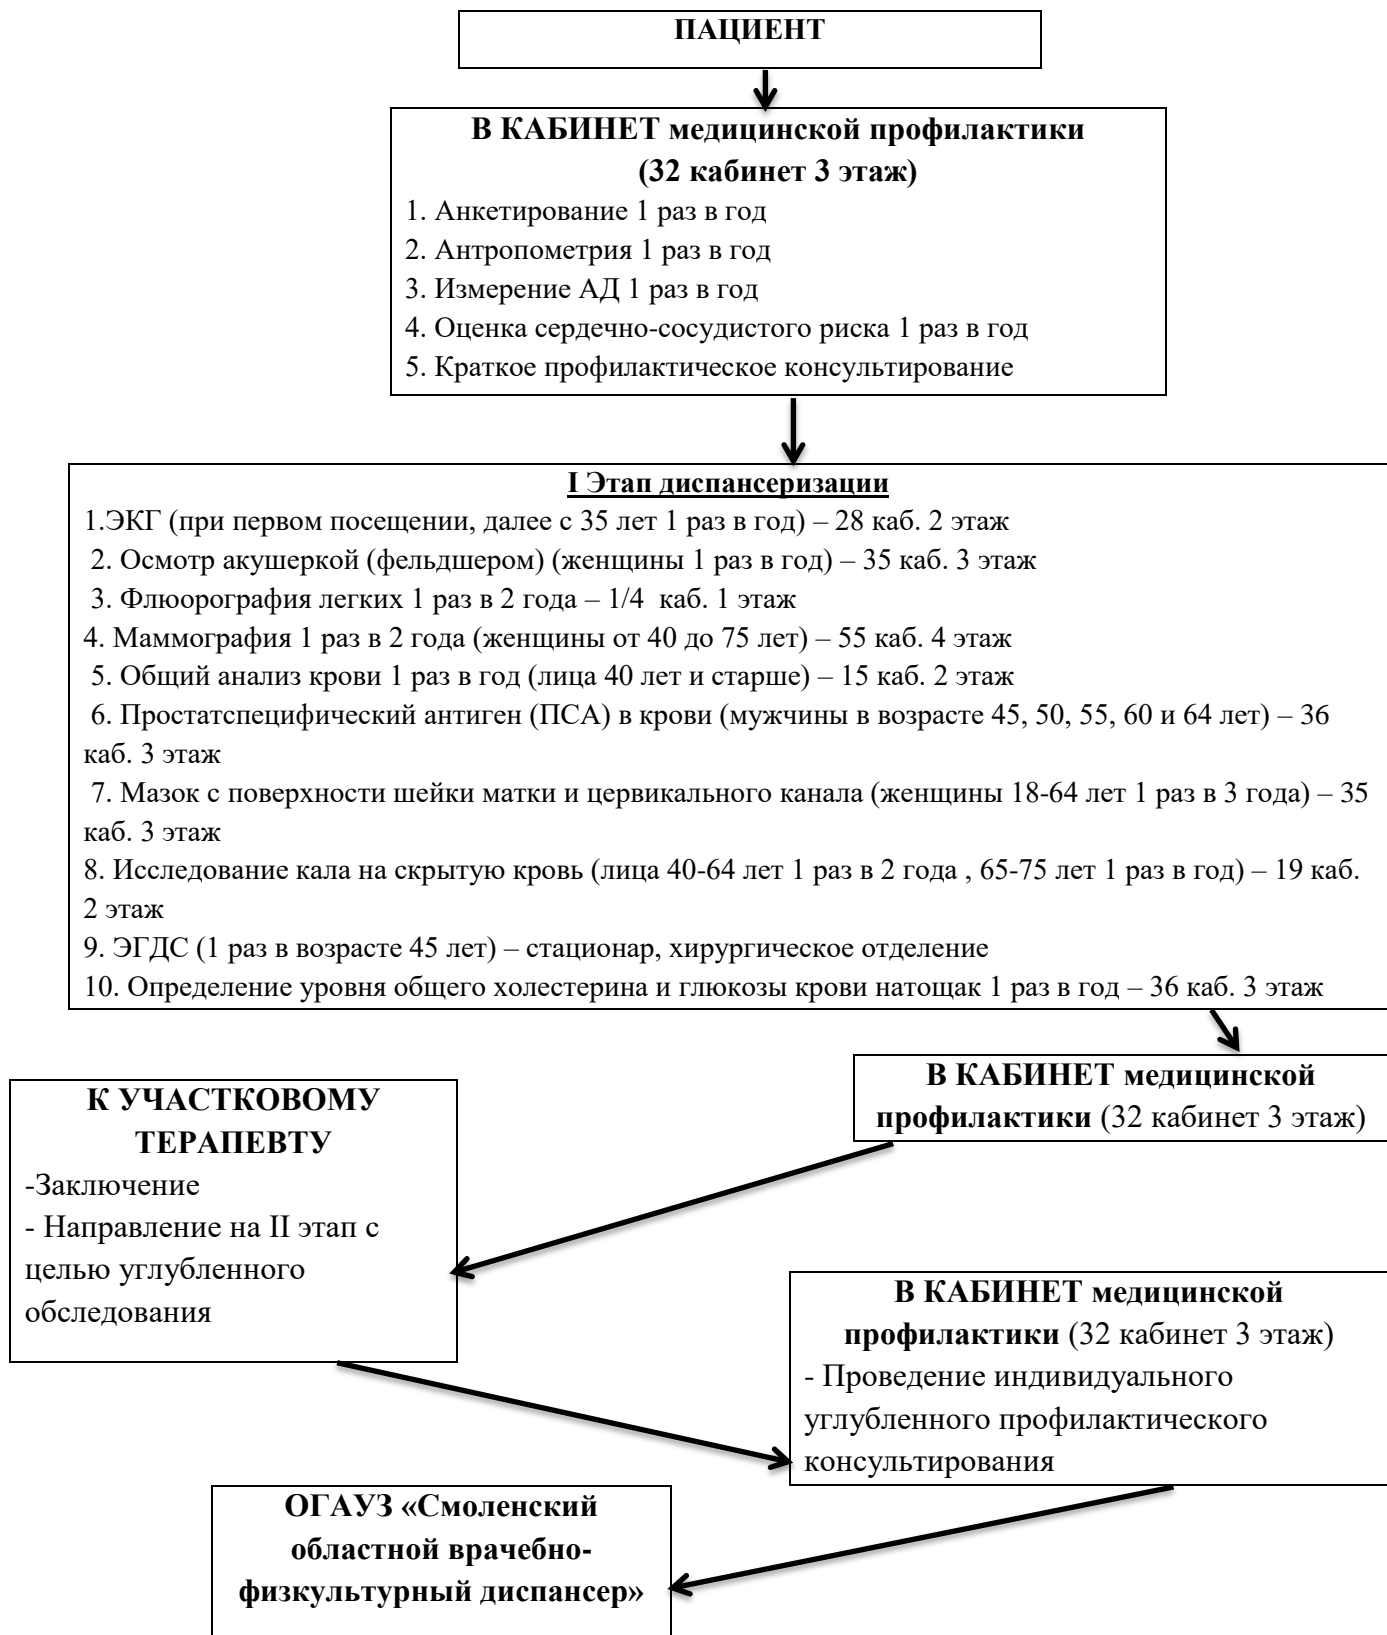 ПАЦИЕНТ
В КАБИНЕТ медицинской профилактики
(32 кабинет 3 этаж)
1. Анкетирование 1 раз в год
2. Антропометрия 1 раз в год
3. Измерение АД 1 раз в год
4. Оценка сердечно-сосудистого риска 1 раз в год
5. Краткое профилактическое консультирование
I Этап диспансеризации
1.ЭКГ (при первом посещении, далее с 35 лет 1 раз в год) – 28 каб. 2 этаж
2. Осмотр акушеркой (фельдшером) (женщины 1 раз в год) – 35 каб. 3 этаж
3. Флюорография легких 1 раз в 2 года – 1/4 каб. 1 этаж
4. Маммография 1 раз в 2 года (женщины от 40 до 75 лет) – 55 каб. 4 этаж
5. Общий анализ крови 1 раз в год (лица 40 лет и старше) – 15 каб. 2 этаж
6. Простатспецифический антиген (ПСА) в крови (мужчины в возрасте 45, 50, 55, 60 и 64 лет) – 36
каб. 3 этаж
7. Мазок с поверхности шейки матки и цервикального канала (женщины 18-64 лет 1 раз в 3 года) – 35
каб. 3 этаж
8. Исследование кала на скрытую кровь (лица 40-64 лет 1 раз в 2 года , 65-75 лет 1 раз в год) – 19 каб.
2 этаж
9. ЭГДС (1 раз в возрасте 45 лет) – стационар, хирургическое отделение
10. Определение уровня общего холестерина и глюкозы крови натощак 1 раз в год – 36 каб. 3 этаж
В КАБИНЕТ медицинской
профилактики (32 кабинет 3 этаж)
К УЧАСТКОВОМУ
ТЕРАПЕВТУ
-Заключение
- Направление на II этап с
целью углубленного
обследования
В КАБИНЕТ медицинской
профилактики (32 кабинет 3 этаж)
- Проведение индивидуального
углубленного профилактического
консультирования
ОГАУЗ «Смоленский
областной врачебно-
физкультурный диспансер»